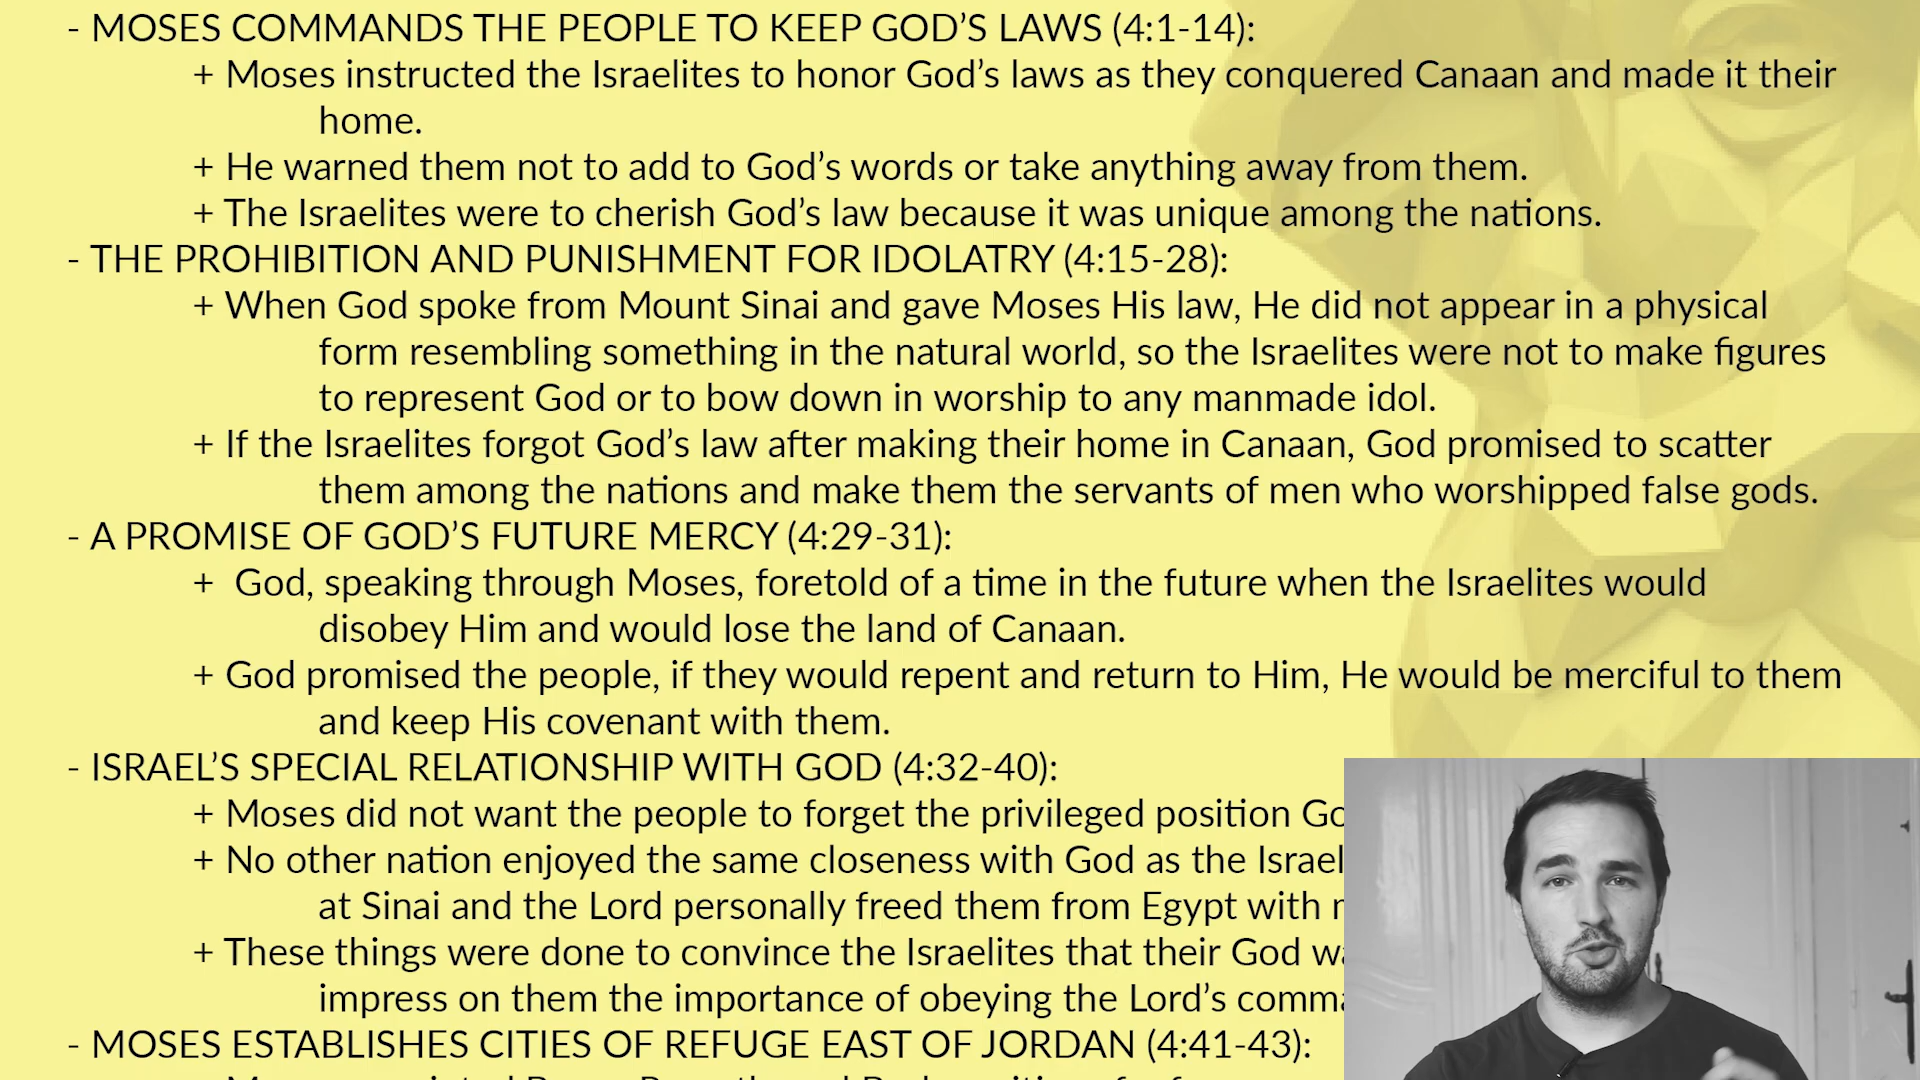 - MOSES COMMANDS THE PEOPLE TO KEEP GOD’S LAWS (4:1-14):
+ Moses instructed the Israelites to honor God’s laws as they conquered Canaan and made it their
home.
+ He warned them not to add to God’s words or take anything away from them.
+ The Israelites were to cherish God’s law because it was unique among the nations.
- THE PROHIBITION AND PUNISHMENT FOR IDOLATRY (4:15-28):
+ When God spoke from Mount Sinai and gave Moses His law, He did not appear in a physical
form resembling something in the natural world, so the Israelites were not to make figures
to represent God or to bow down in worship to any manmade idol.
+ If the Israelites forgot God’s law after making their home in Canaan, God promised to scatter
them among the nations and make them the servants of men who worshipped false gods.
- A PROMISE OF GOD’S FUTURE MERCY (4:29-31):
+ God, speaking through Moses, foretold of a time in the future when the Israelites would
disobey Him and would lose the land of Canaan.
+ God promised the people, if they would repent and return to Him, He would be merciful to them
and keep His covenant with them.
- ISRAEL’S SPECIAL RELATIONSHIP WITH GOD (4:32-40):
+ Moses did not want the people to forget the privileged position
+ No other nation enjoyed the same closeness with God as the
at Sinai and the Lord personally freed them from Egypt with
+ These things were done to convince the Israelites that their God
impress on them the importance of obeying the Lord’s
- MOSES ESTABLISHES CITIES OF REFUGE EAST OF JORDAN (4:41-43):